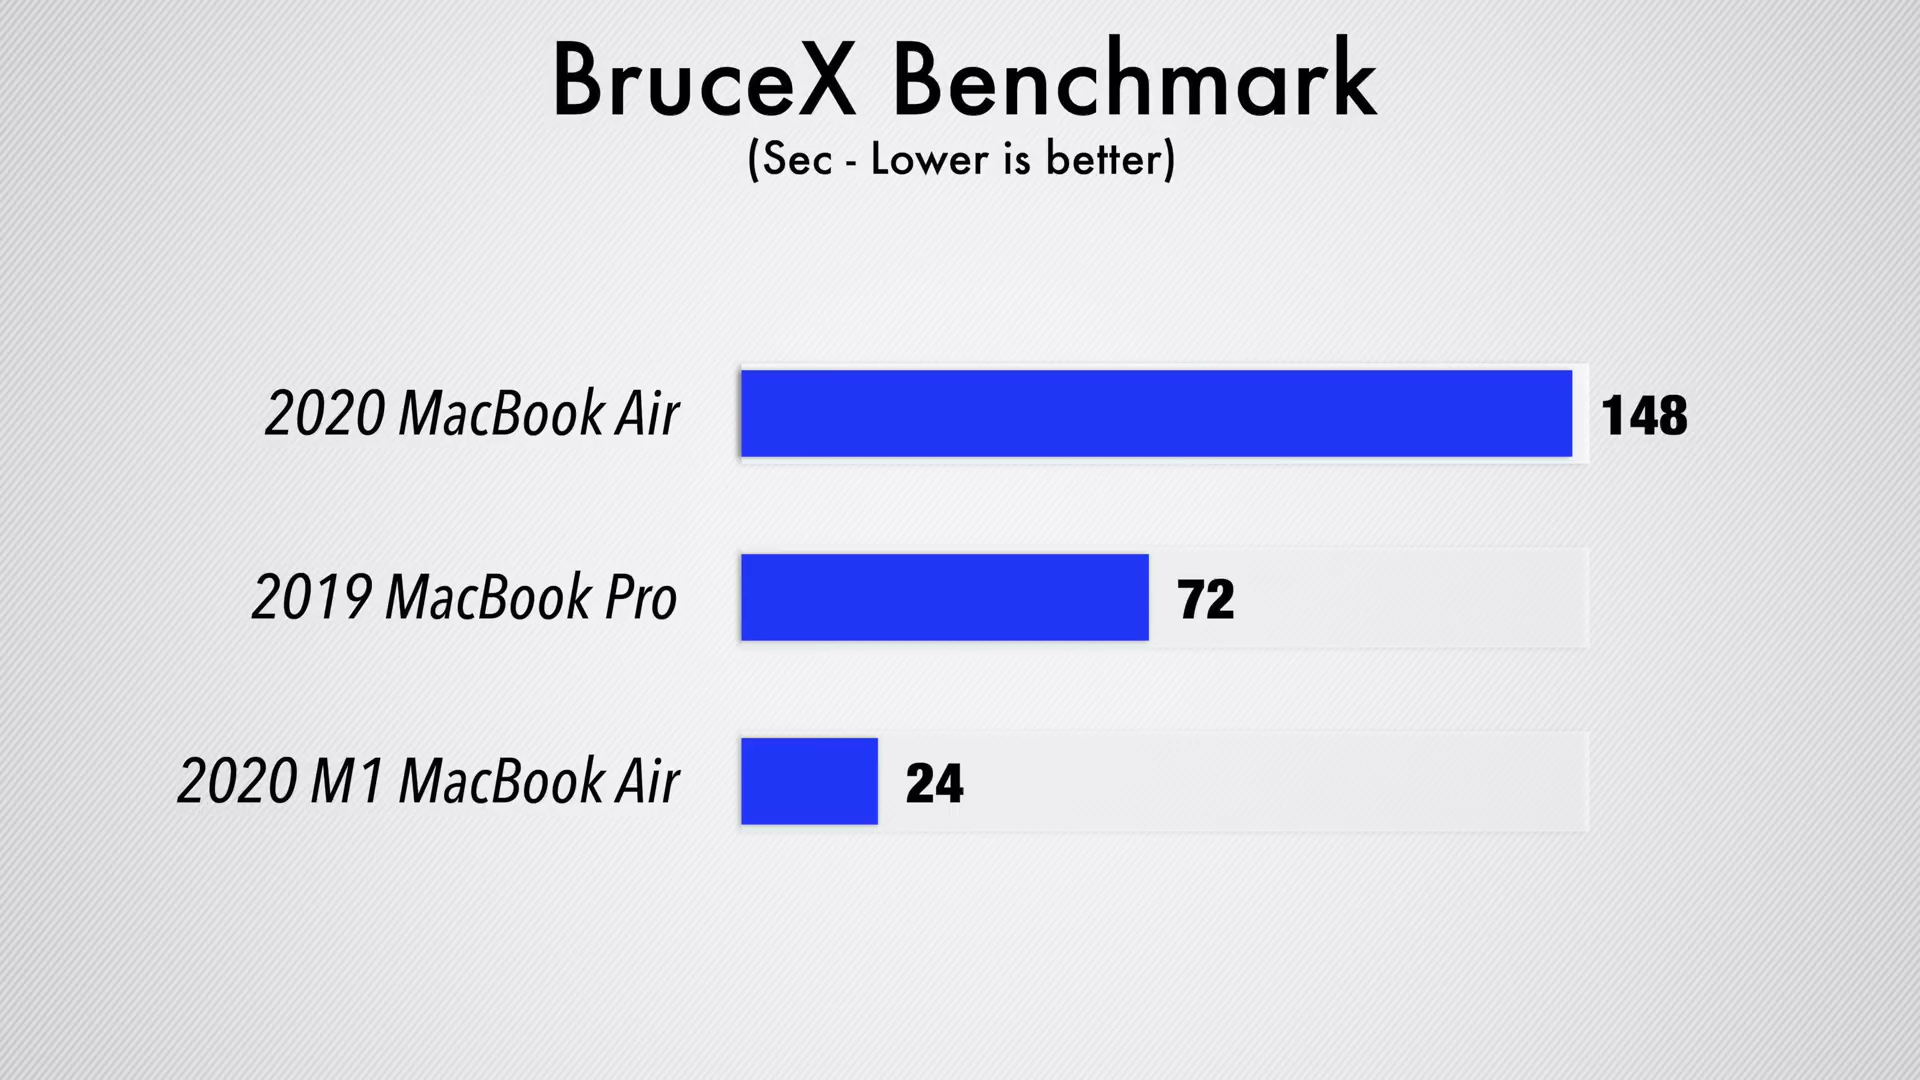 BruceX Benchmark
(Sec - Lower is better)
2020 MacBook Air 148
2019 MacBook Pro 72
2020 M1 MacBook Air 24